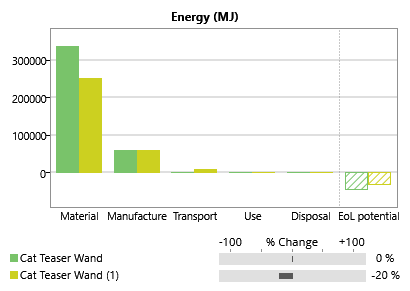 Energy (MJ)
300000
200000
100000
0
Material Manufacture Transport Use Disposal EoL potential
-100 % Change +100
Cat Teaser Wand 0 %
Cat Teaser Wand (1) -20 %